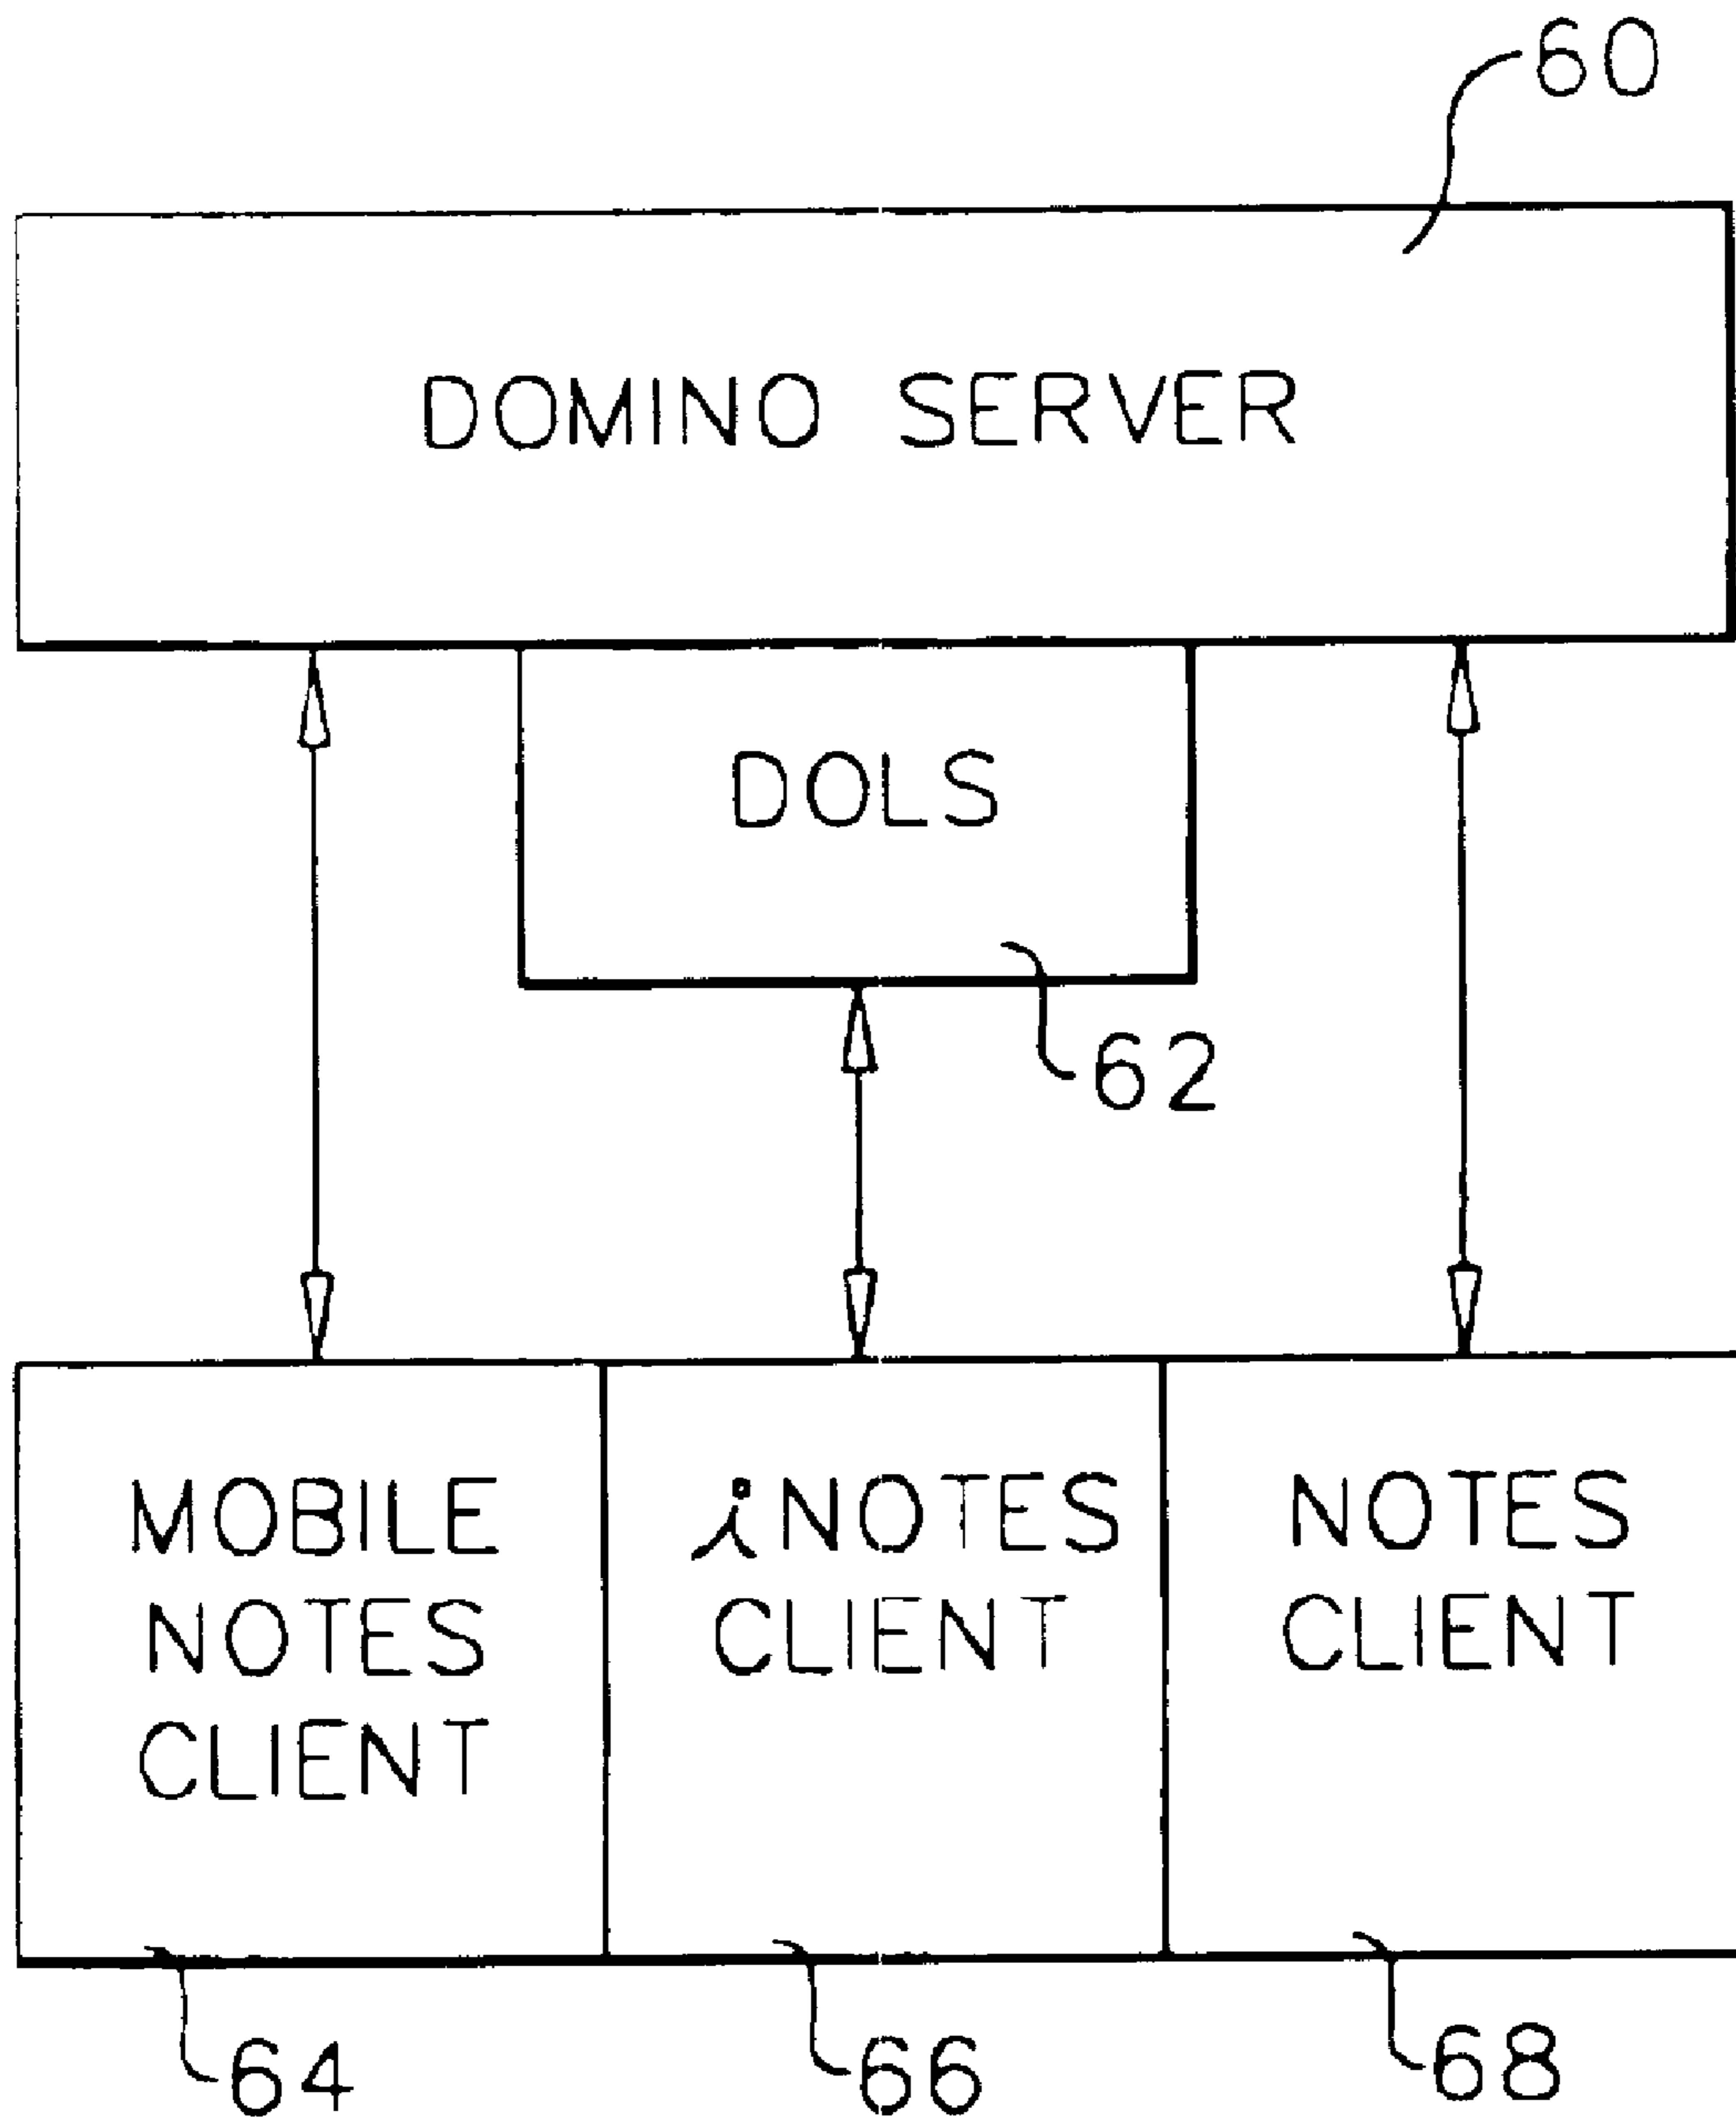 60
DOMINO SERVER
DOLS
62
MOBILE
NOTES
CLIENT
iNOTES
CLIENT
NOTES
CLIENT
64
66
68